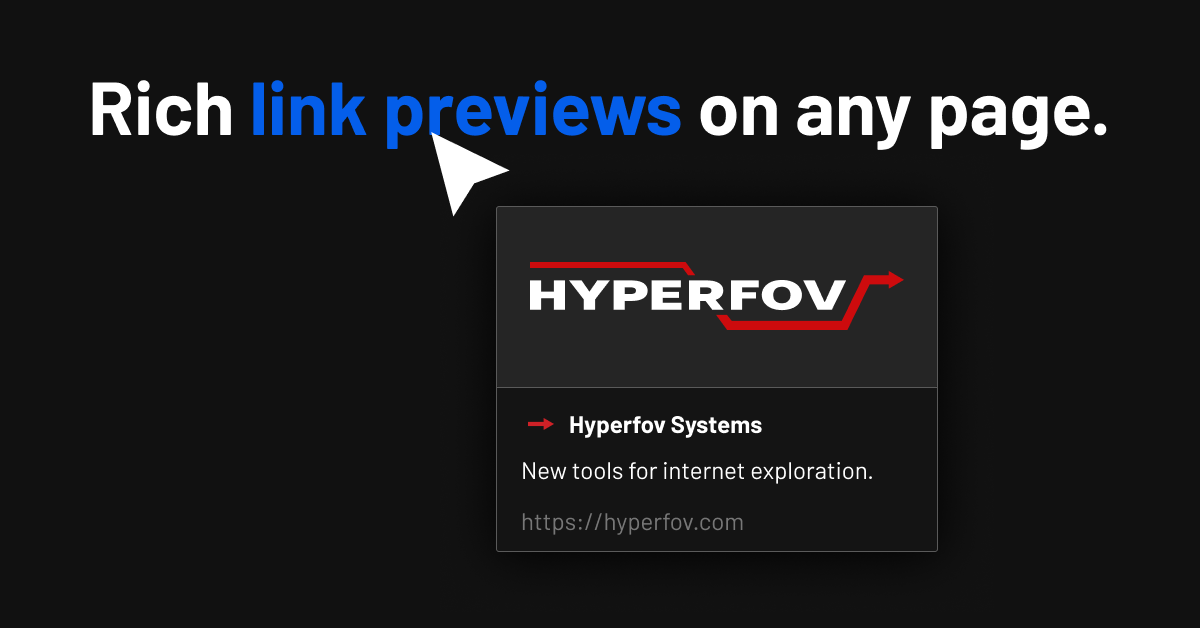 Rich link previews on any page.
HYPERFOV
Hyperfov Systems
New tools for internet exploration.
https://hyperfov.com